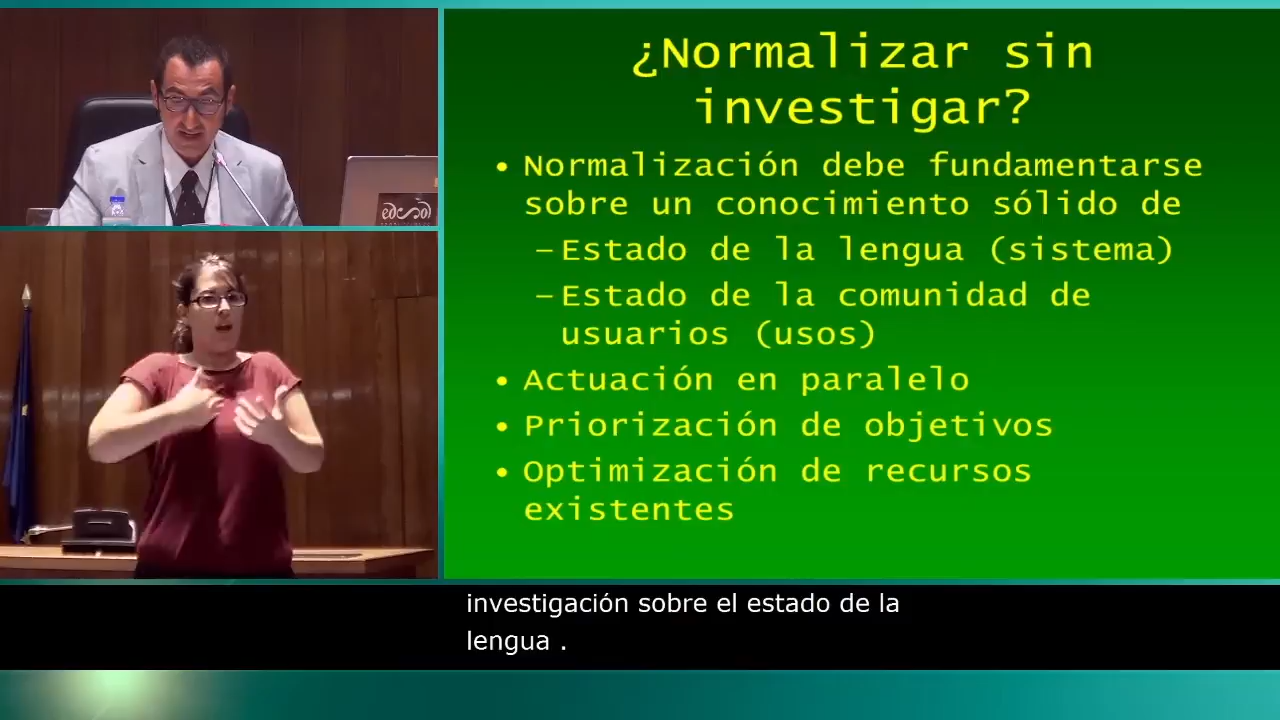 ¿Normalizar sin
investigar?
• Normalización debe fundamentarse
sobre un conocimiento sólido de
– Estado de la lengua (sistema)
– Estado de la comunidad de
usuarios (usos)
• Actuación en paralelo
• Priorización de objetivos
• Optimización de recursos
existentes
investigación sobre el estado de la
lengua .